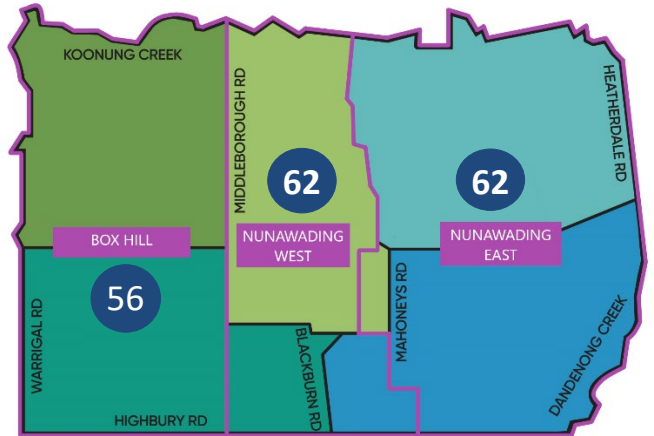 KOONUNG CREEK
MIDDLEBOROUGH RD
HEATHERDALE RD
62
62
BOX HILL
NUNAWADING
WEST
NUNAWADING
EAST
56
WARRIGAL RD
MAHONEYS RD
BLACKBURN RD
DANDENONG CREEK
HIGHBURY RD